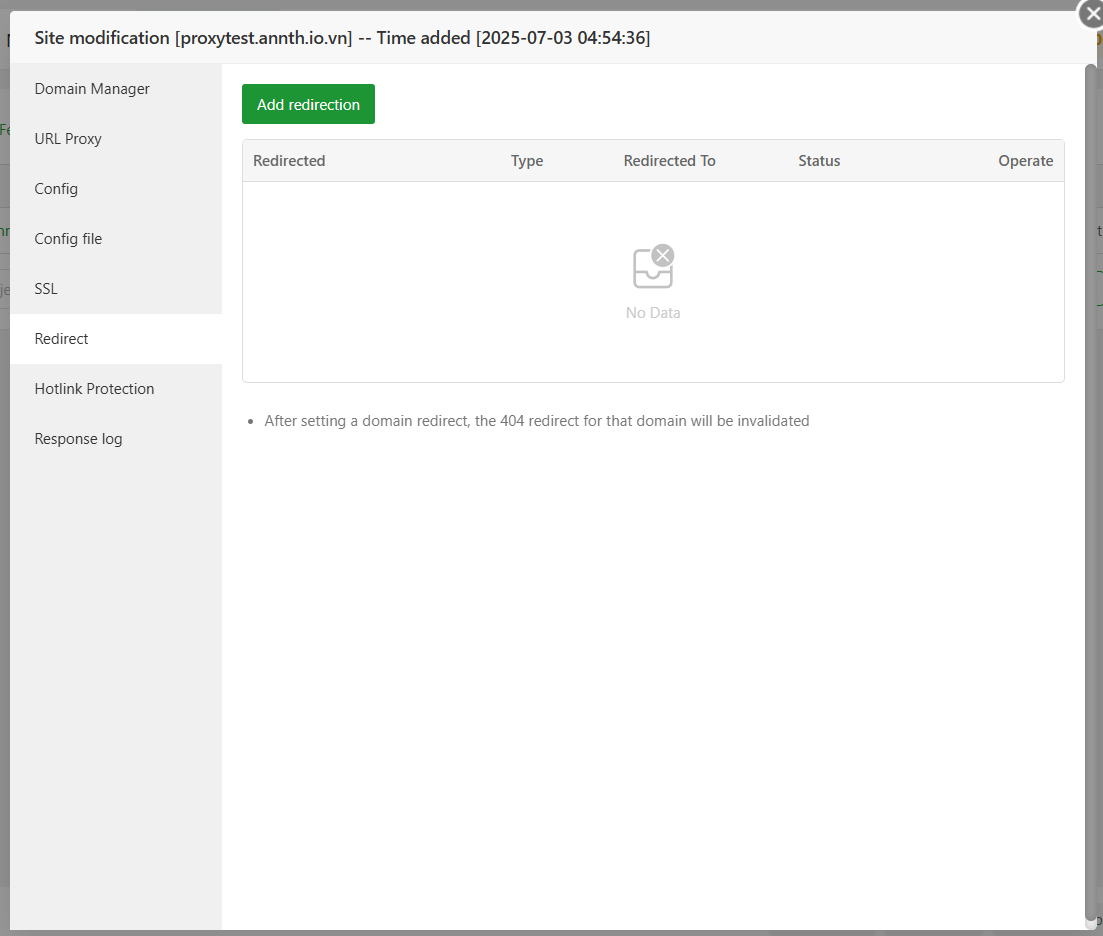 Site modification [proxytest.annth.io.vn] -- Time added [2025-07-03 04:54:36]
Domain Manager
URL Proxy
Config
Config file
SSL
Redirect
Hotlink Protection
Response log
Add redirection
Redirected Type Redirected To Status Operate
No Data
After setting a domain redirect, the 404 redirect for that domain will be invalidated